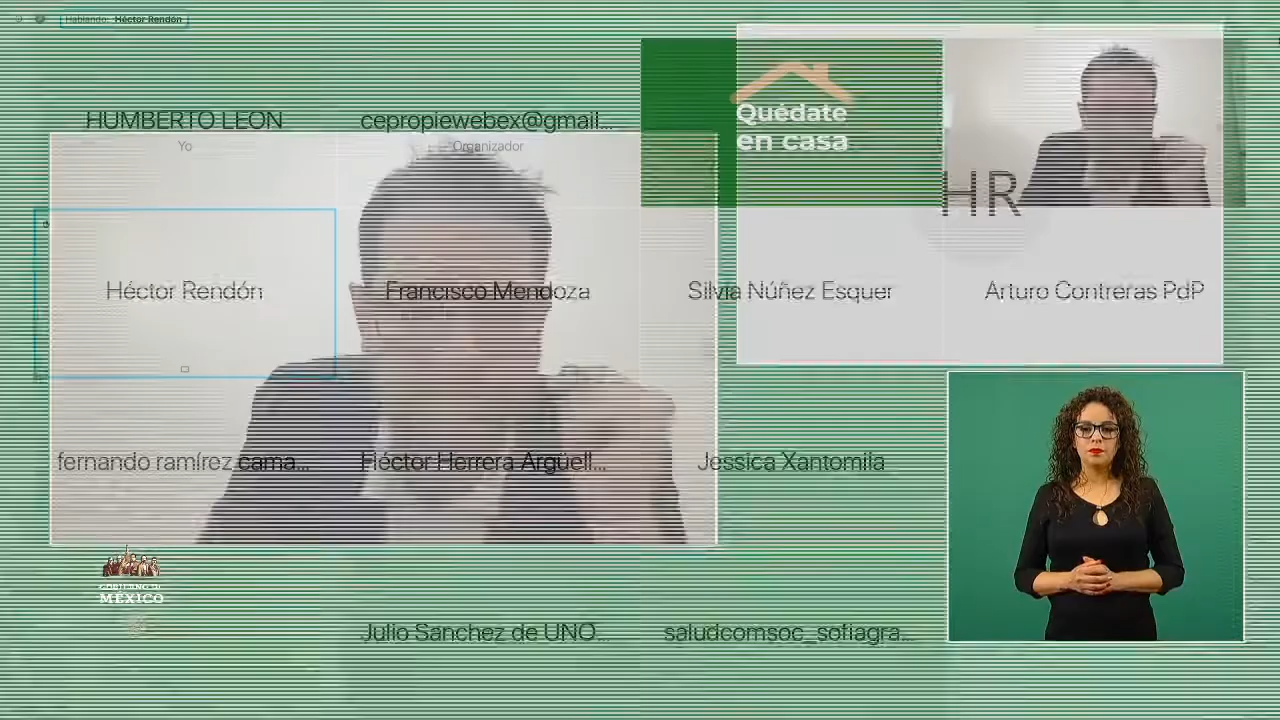 Hablando: Héctor Rendón
Quédate
en casa
HUMBERTO LEON
Yo
cepropiewebex@gmail...
Organizador
HR
Héctor Rendón
Francisco Mendoza
Silvia Núñez Esquer
Arturo Contreras PdP
fernando ramírez cama...
Héctor Herrera Argüell...
Jessica Xantomila
GOBIERNO DE
MÉXICO
Julio Sanchez de UNO...
saludcomsoc_sofiagra...